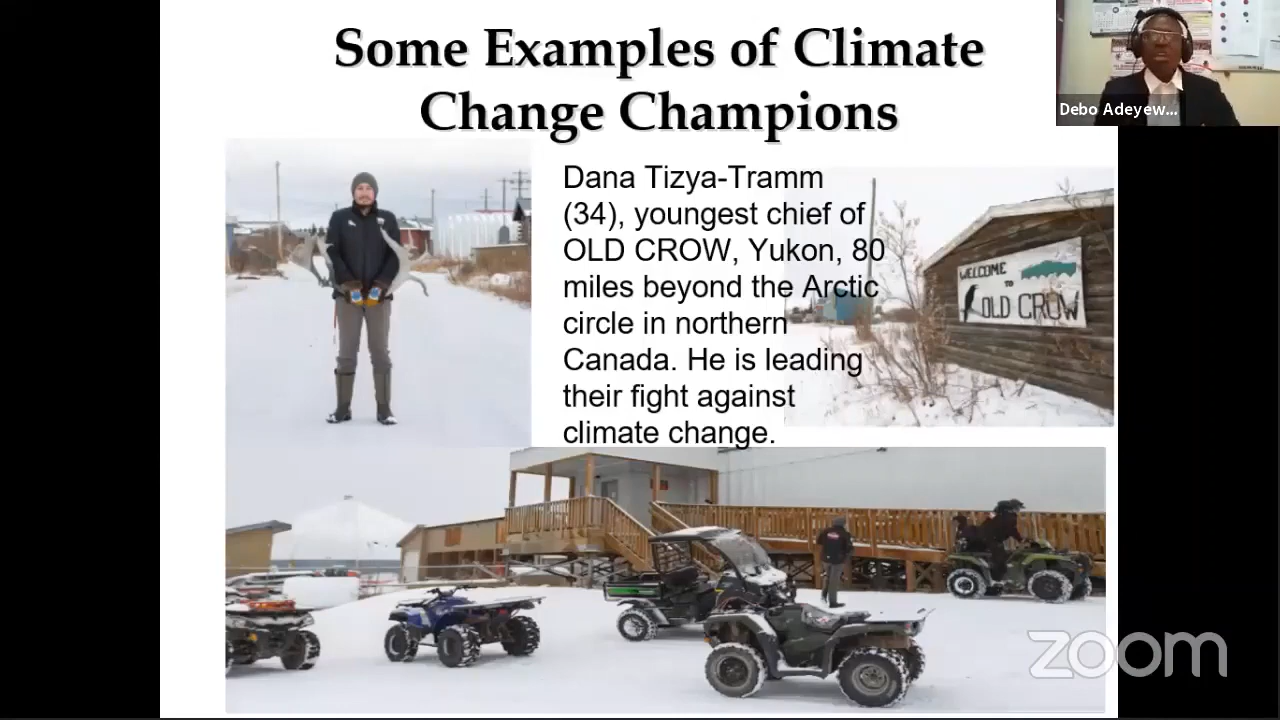 Some Examples of Climate
Change Champions
Debo Adeyew...
Dana Tizya-Tramm
(34), youngest chief of
OLD CROW, Yukon, 80
miles beyond the Arctic
circle in northern
Canada. He is leading
their fight against
climate change.
WELCOME
TO
OLD CROW
zoom